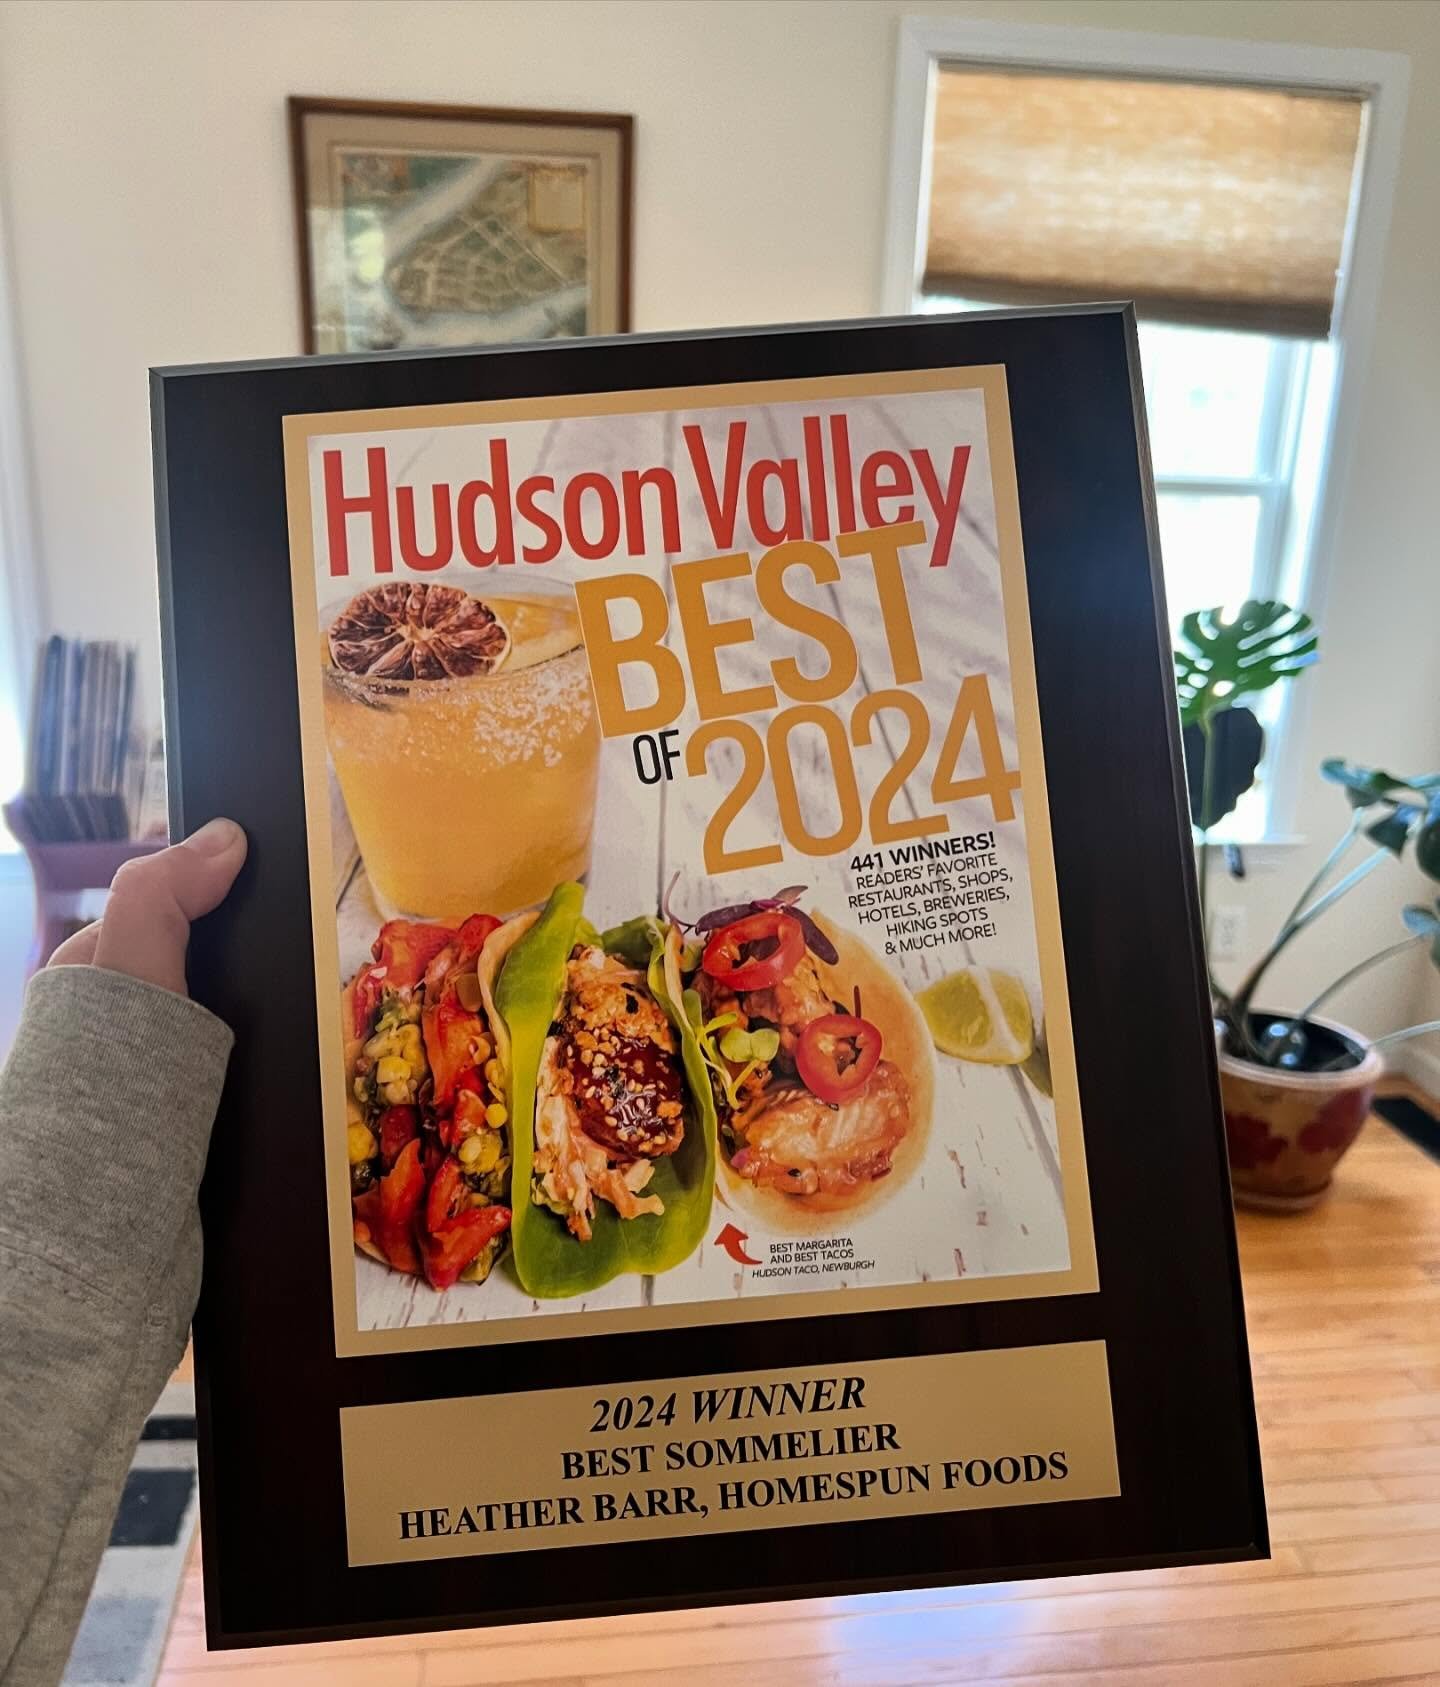 Hudson Valley
BEST
OF 2024
441 WINNERS!
READERS' FAVORITE
RESTAURANTS, SHOPS,
HOTELS, BREWERIES,
HIKING SPOTS
& MUCH MORE!
BEST MARGARITA
AND BEST TACOS
HUDSON TACO, NEWBURGH
2024 WINNER
BEST SOMMELIER
HEATHER BARR, HOMESPUN FOODS